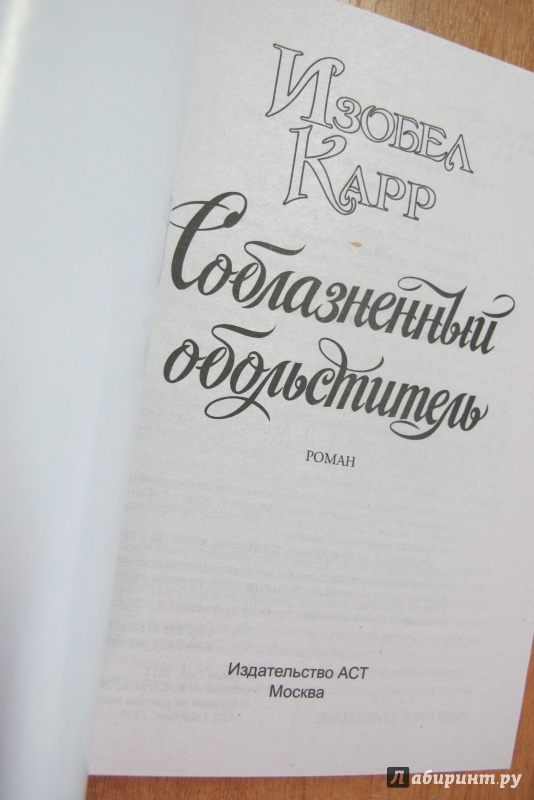 Изобел
Карр
Соблазненный
обольститель
РОМАН
Издательство АСТ
Москва
Лабиринт.ру